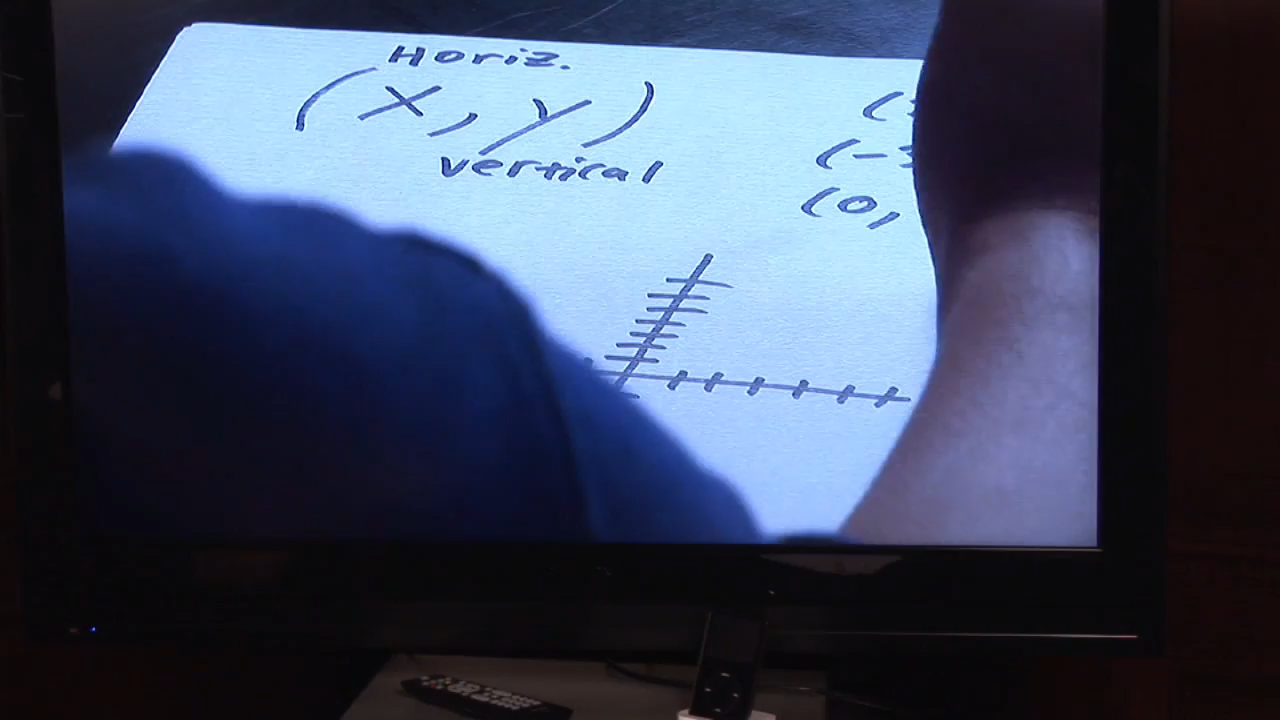 Horiz.
(x, y)
vertical
(
(-
(0,